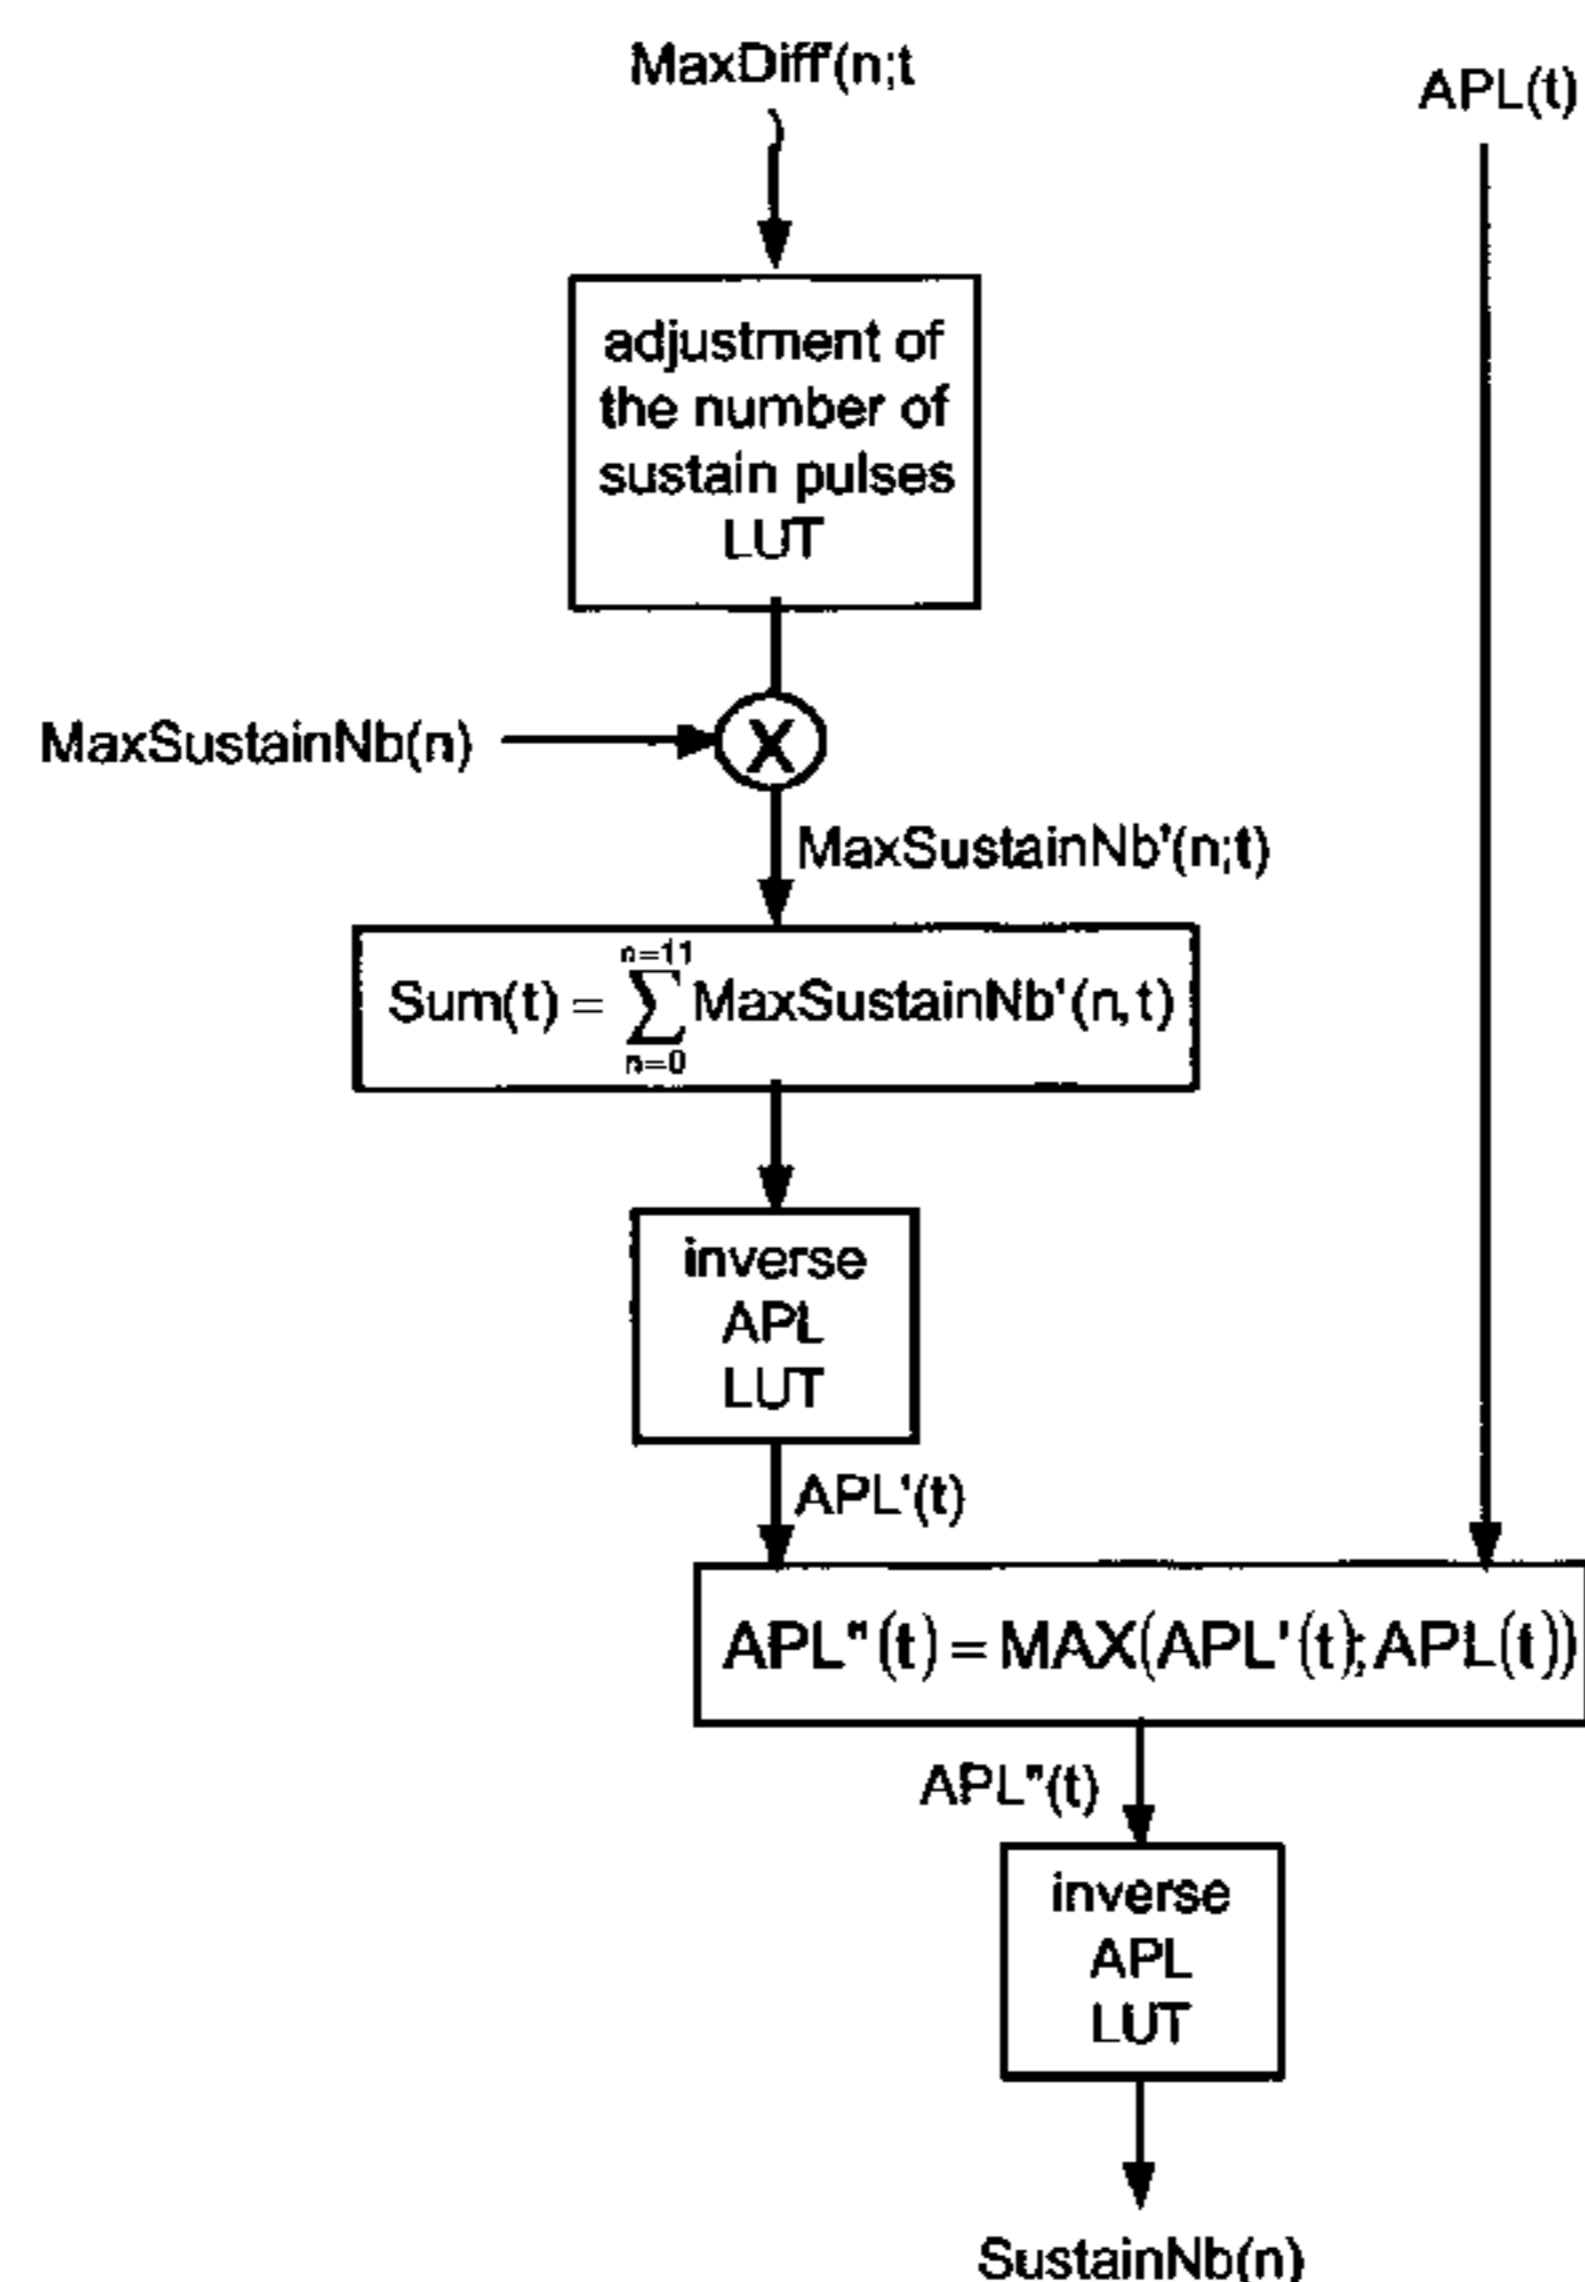 MaxDiff'(n;t
)
APL(t)
adjustment of
the number of
sustain pulses
LUT
MaxSustainNb(n)
X
MaxSustainNb'(n;t)
n=11
Sum(t) = ∑ MaxSustainNb'(n,t)
n=0
inverse
APL
LUT
APL'(t)
APL"(t) = MAX(APL'(t);APL(t))
APL"(t)
inverse
APL
LUT
SustainNb(n)